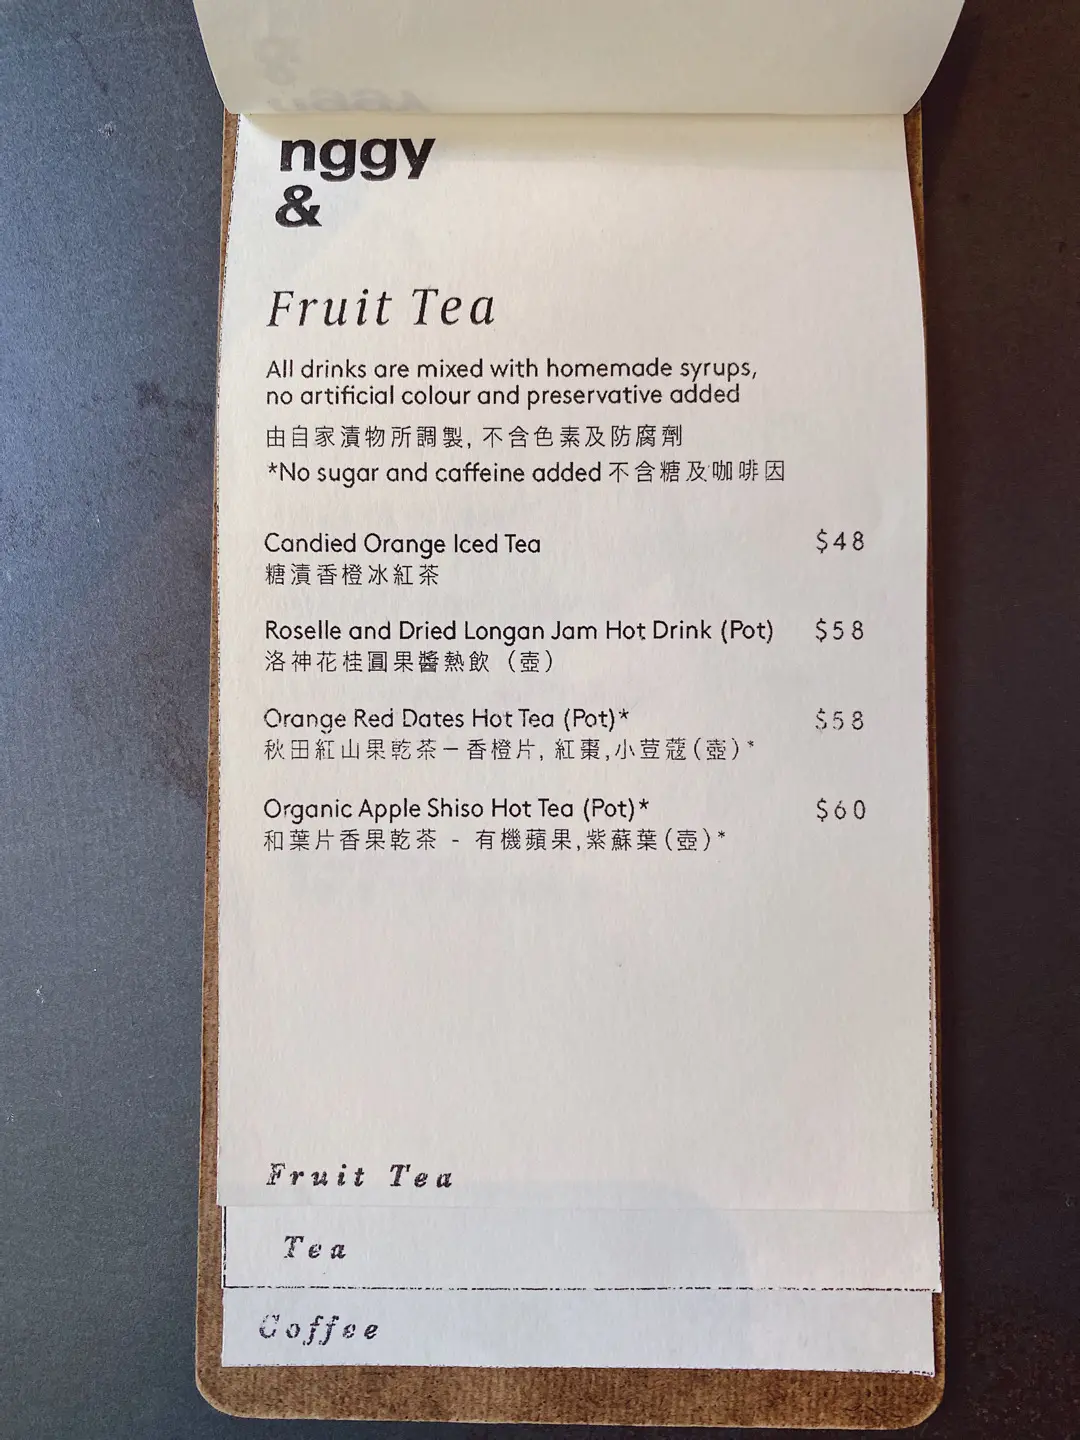 nggy
&
Fruit Tea
All drinks are mixed with homemade syrups,
no artificial colour and preservative added
由自家漬物所調製, 不含色素及防腐劑
*No sugar and caffeine added 不含糖及咖啡因
Candied Orange Iced Tea $48
糖漬香橙冰紅茶
Roselle and Dried Longan Jam Hot Drink (Pot) $58
洛神花桂圓果醬熱飲（壺）
Orange Red Dates Hot Tea (Pot)* $58
秋田紅山果乾茶－香橙片, 紅棗,小荳蔻(壺)*
Organic Apple Shiso Hot Tea (Pot)* $60
和葉片香果乾茶 - 有機蘋果,紫蘇葉(壺)*
Fruit Tea
Tea
Coffee